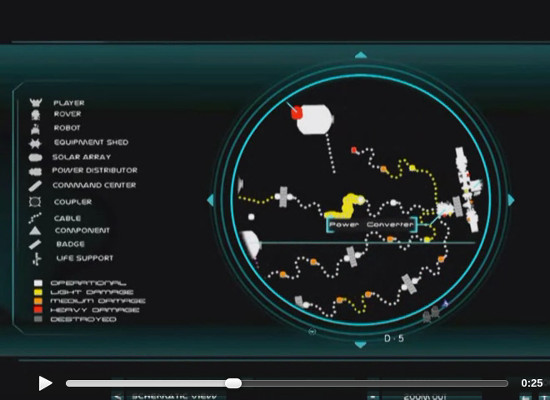 PLAYER
ROVER
ROBOT
EQUIPMENT SHED
SOLAR ARRAY
POWER DISTRIBUTOR
COMMAND CENTER
COUPLER
CABLE
COMPONENT
BADGE
LIFE SUPPORT
OPERATIONAL
LIGHT DAMAGE
MEDIUM DAMAGE
HEAVY DAMAGE
DESTROYED
Power Converter
D-5
0:25
SCHEMATIC VIEW
ZOOM OUT